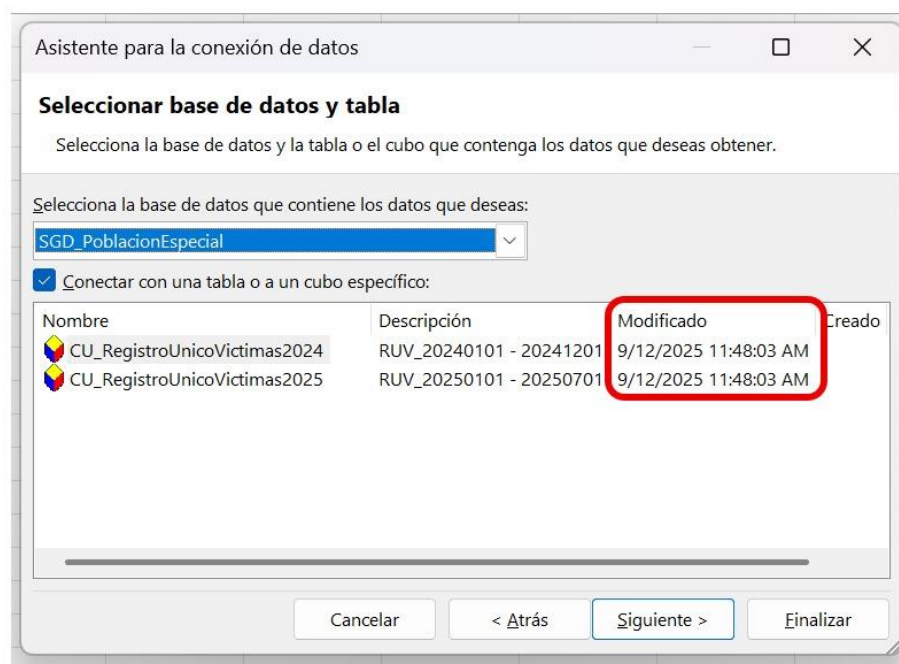 Asistente para la conexión de datos
Seleccionar base de datos y tabla
Selecciona la base de datos y la tabla o el cubo que contenga los datos que deseas obtener.
Selecciona la base de datos que contiene los datos que deseas:
SGD_PoblacionEspecial
Conectar con una tabla o a un cubo específico:
Nombre Descripción Modificado Creado
CU_RegistroUnicoVictimas2024 RUV_20240101 - 20241201 9/12/2025 11:48:03 AM
CU_RegistroUnicoVictimas2025 RUV_20250101 - 20250701 9/12/2025 11:48:03 AM
Cancelar < Atrás Siguiente > Finalizar